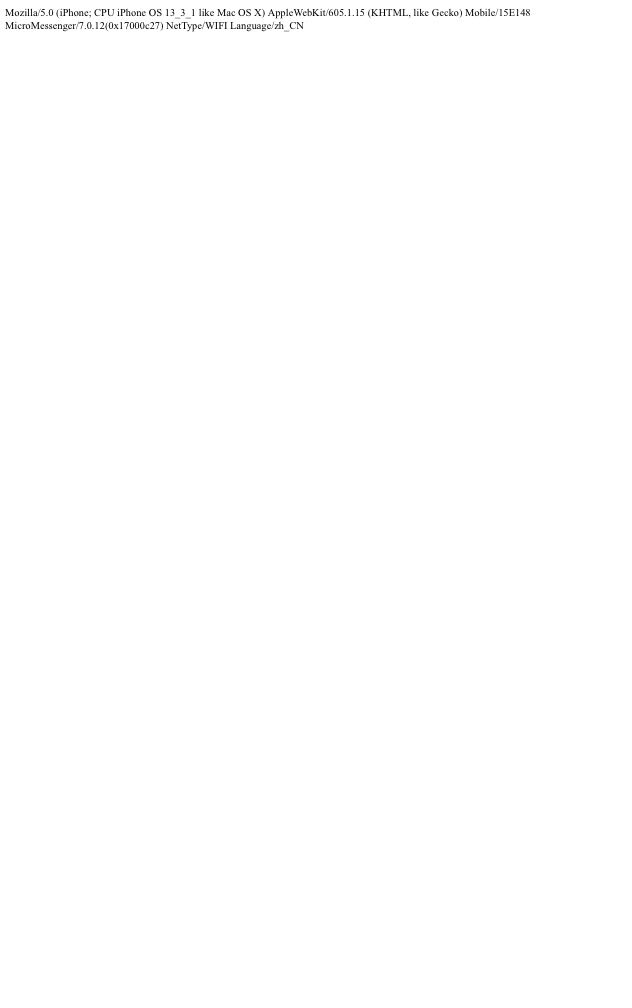 Mozilla/5.0 (iPhone; CPU iPhone OS 13_3_1 like Mac OS X) AppleWebKit/605.1.15 (KHTML, like Gecko) Mobile/15E148
MicroMessenger/7.0.12(0x17000c27) NetType/WIFI Language/zh_CN